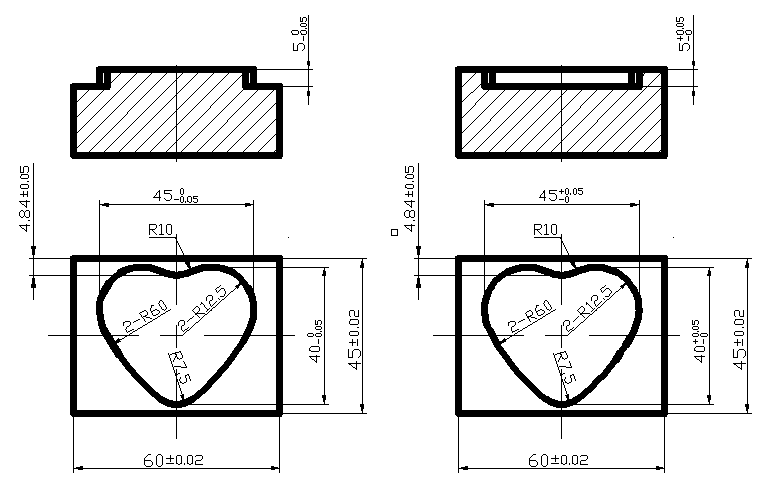 5 0 -0.05
5 +0.05 -0
4.84±0.05
45 0 -0.05
R10
2-R60
2-R12.5
R7.5
40 0 -0.05
45±0.02
60±0.02
4.84±0.05
45 +0.05 -0
R10
2-R60
2-R12.5
R7.5
40 +0.05 -0
45±0.02
60±0.02